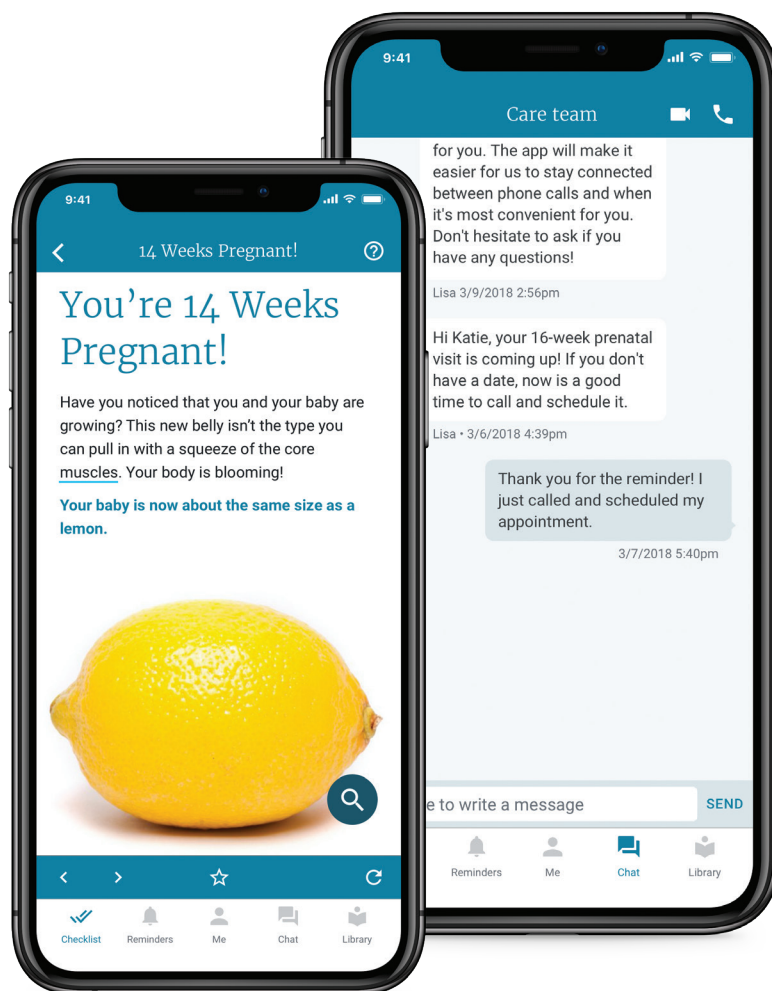 9:41
14 Weeks Pregnant!
You’re 14 Weeks
Pregnant!
Have you noticed that you and your baby are
growing? This new belly isn’t the type you
can pull in with a squeeze of the core
muscles. Your body is blooming!
Your baby is now about the same size as a
lemon.
Checklist
Reminders
Me
Chat
Library
9:41
Care team
for you. The app will make it
easier for us to stay connected
between phone calls and when
it's most convenient for you.
Don't hesitate to ask if you
have any questions!
Lisa 3/9/2018 2:56pm
Hi Katie, your 16-week prenatal
visit is coming up! If you don't
have a date, now is a good
time to call and schedule it.
Lisa • 3/6/2018 4:39pm
Thank you for the reminder! I
just called and scheduled my
appointment.
3/7/2018 5:40pm
e to write a message
SEND
Reminders
Me
Chat
Library